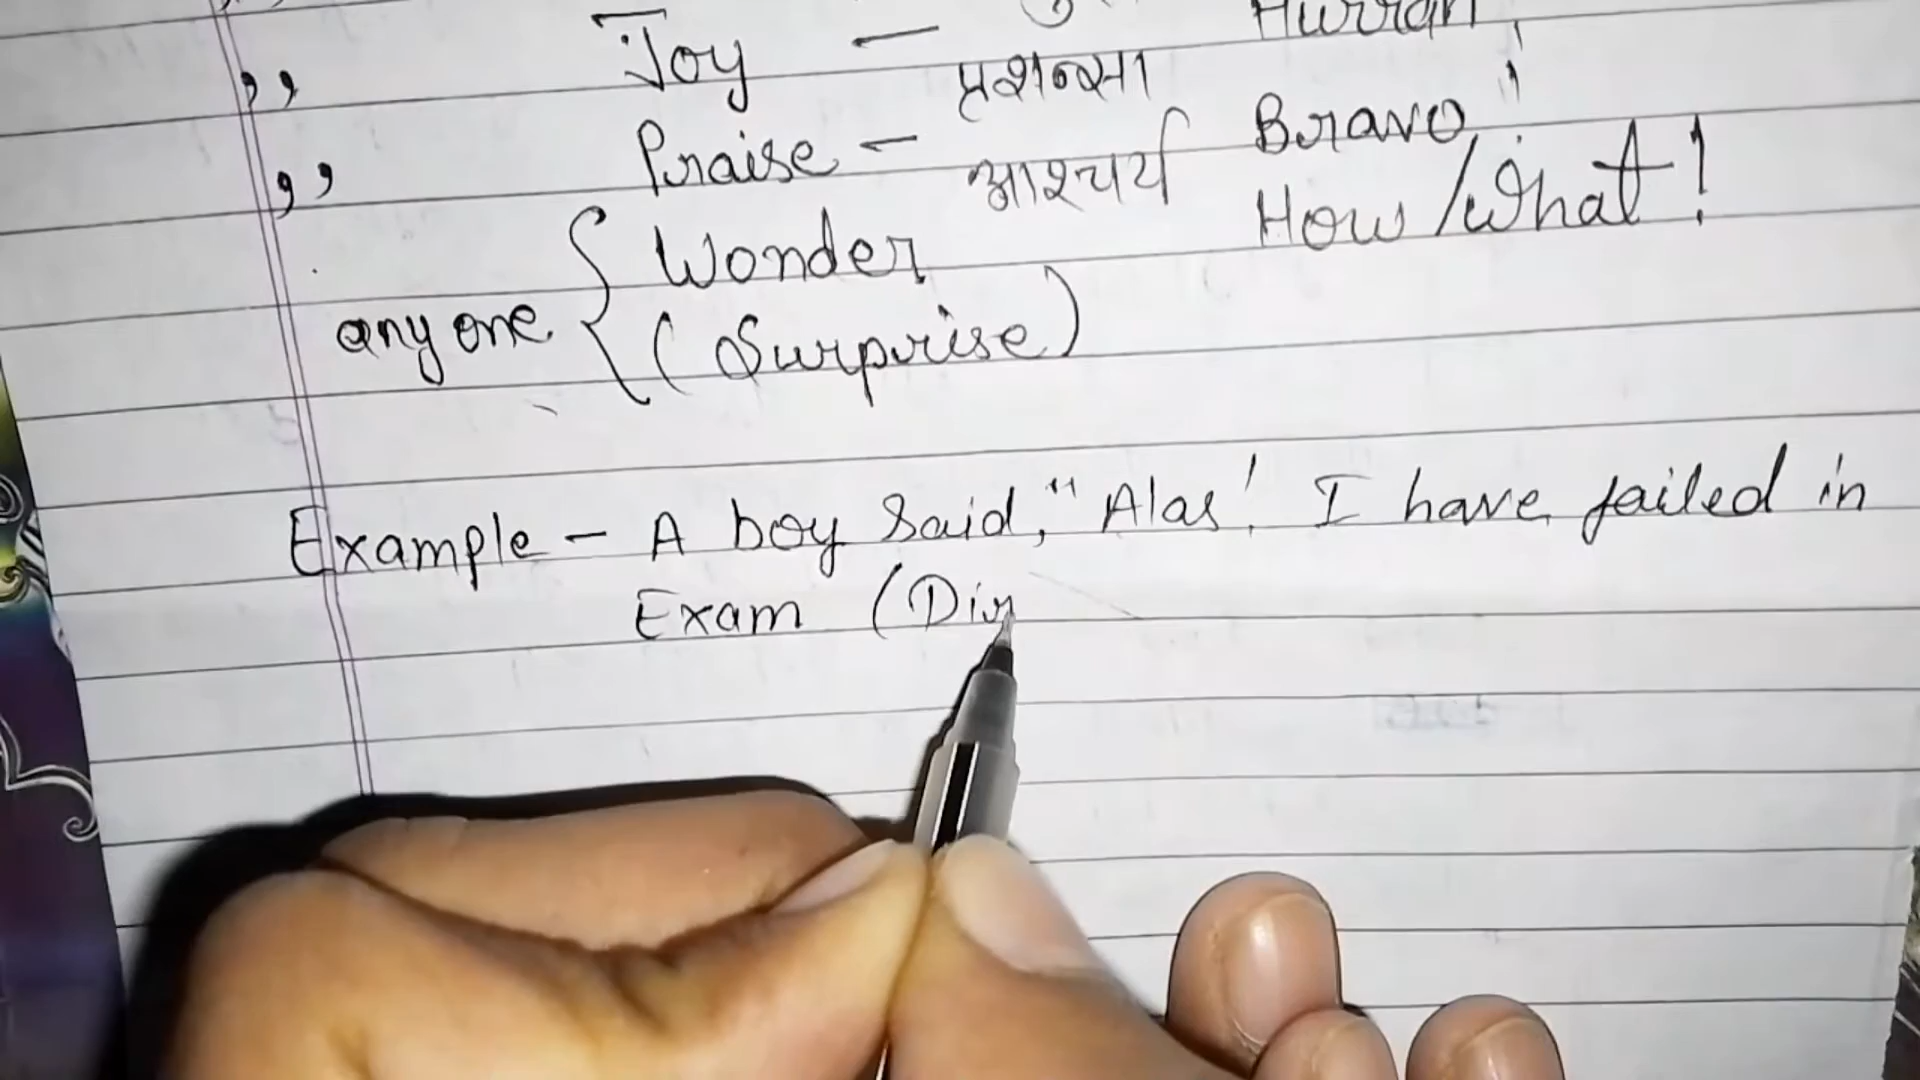 Joy — Hurrah!
,, Praise — प्रशन्सा Bravo!
,, { Wonder आश्चर्य How/What!
any one { (Surprise)
Example - A boy said, "Alas! I have failed in
Exam (Dir